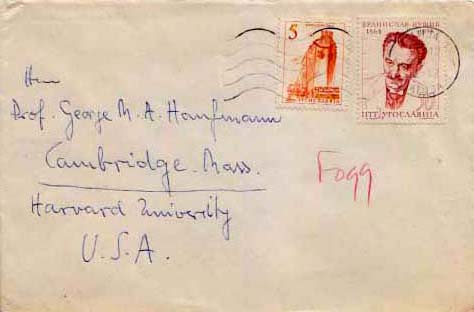 5
БРАНИСЛАВ НУШИЋ
1864
ПТТ ЈУГОСЛАВИЈА
Herrn
Prof. George M. A. Hanfmann
Cambridge. Mass.
Harvard University
U.S.A.
Fogg